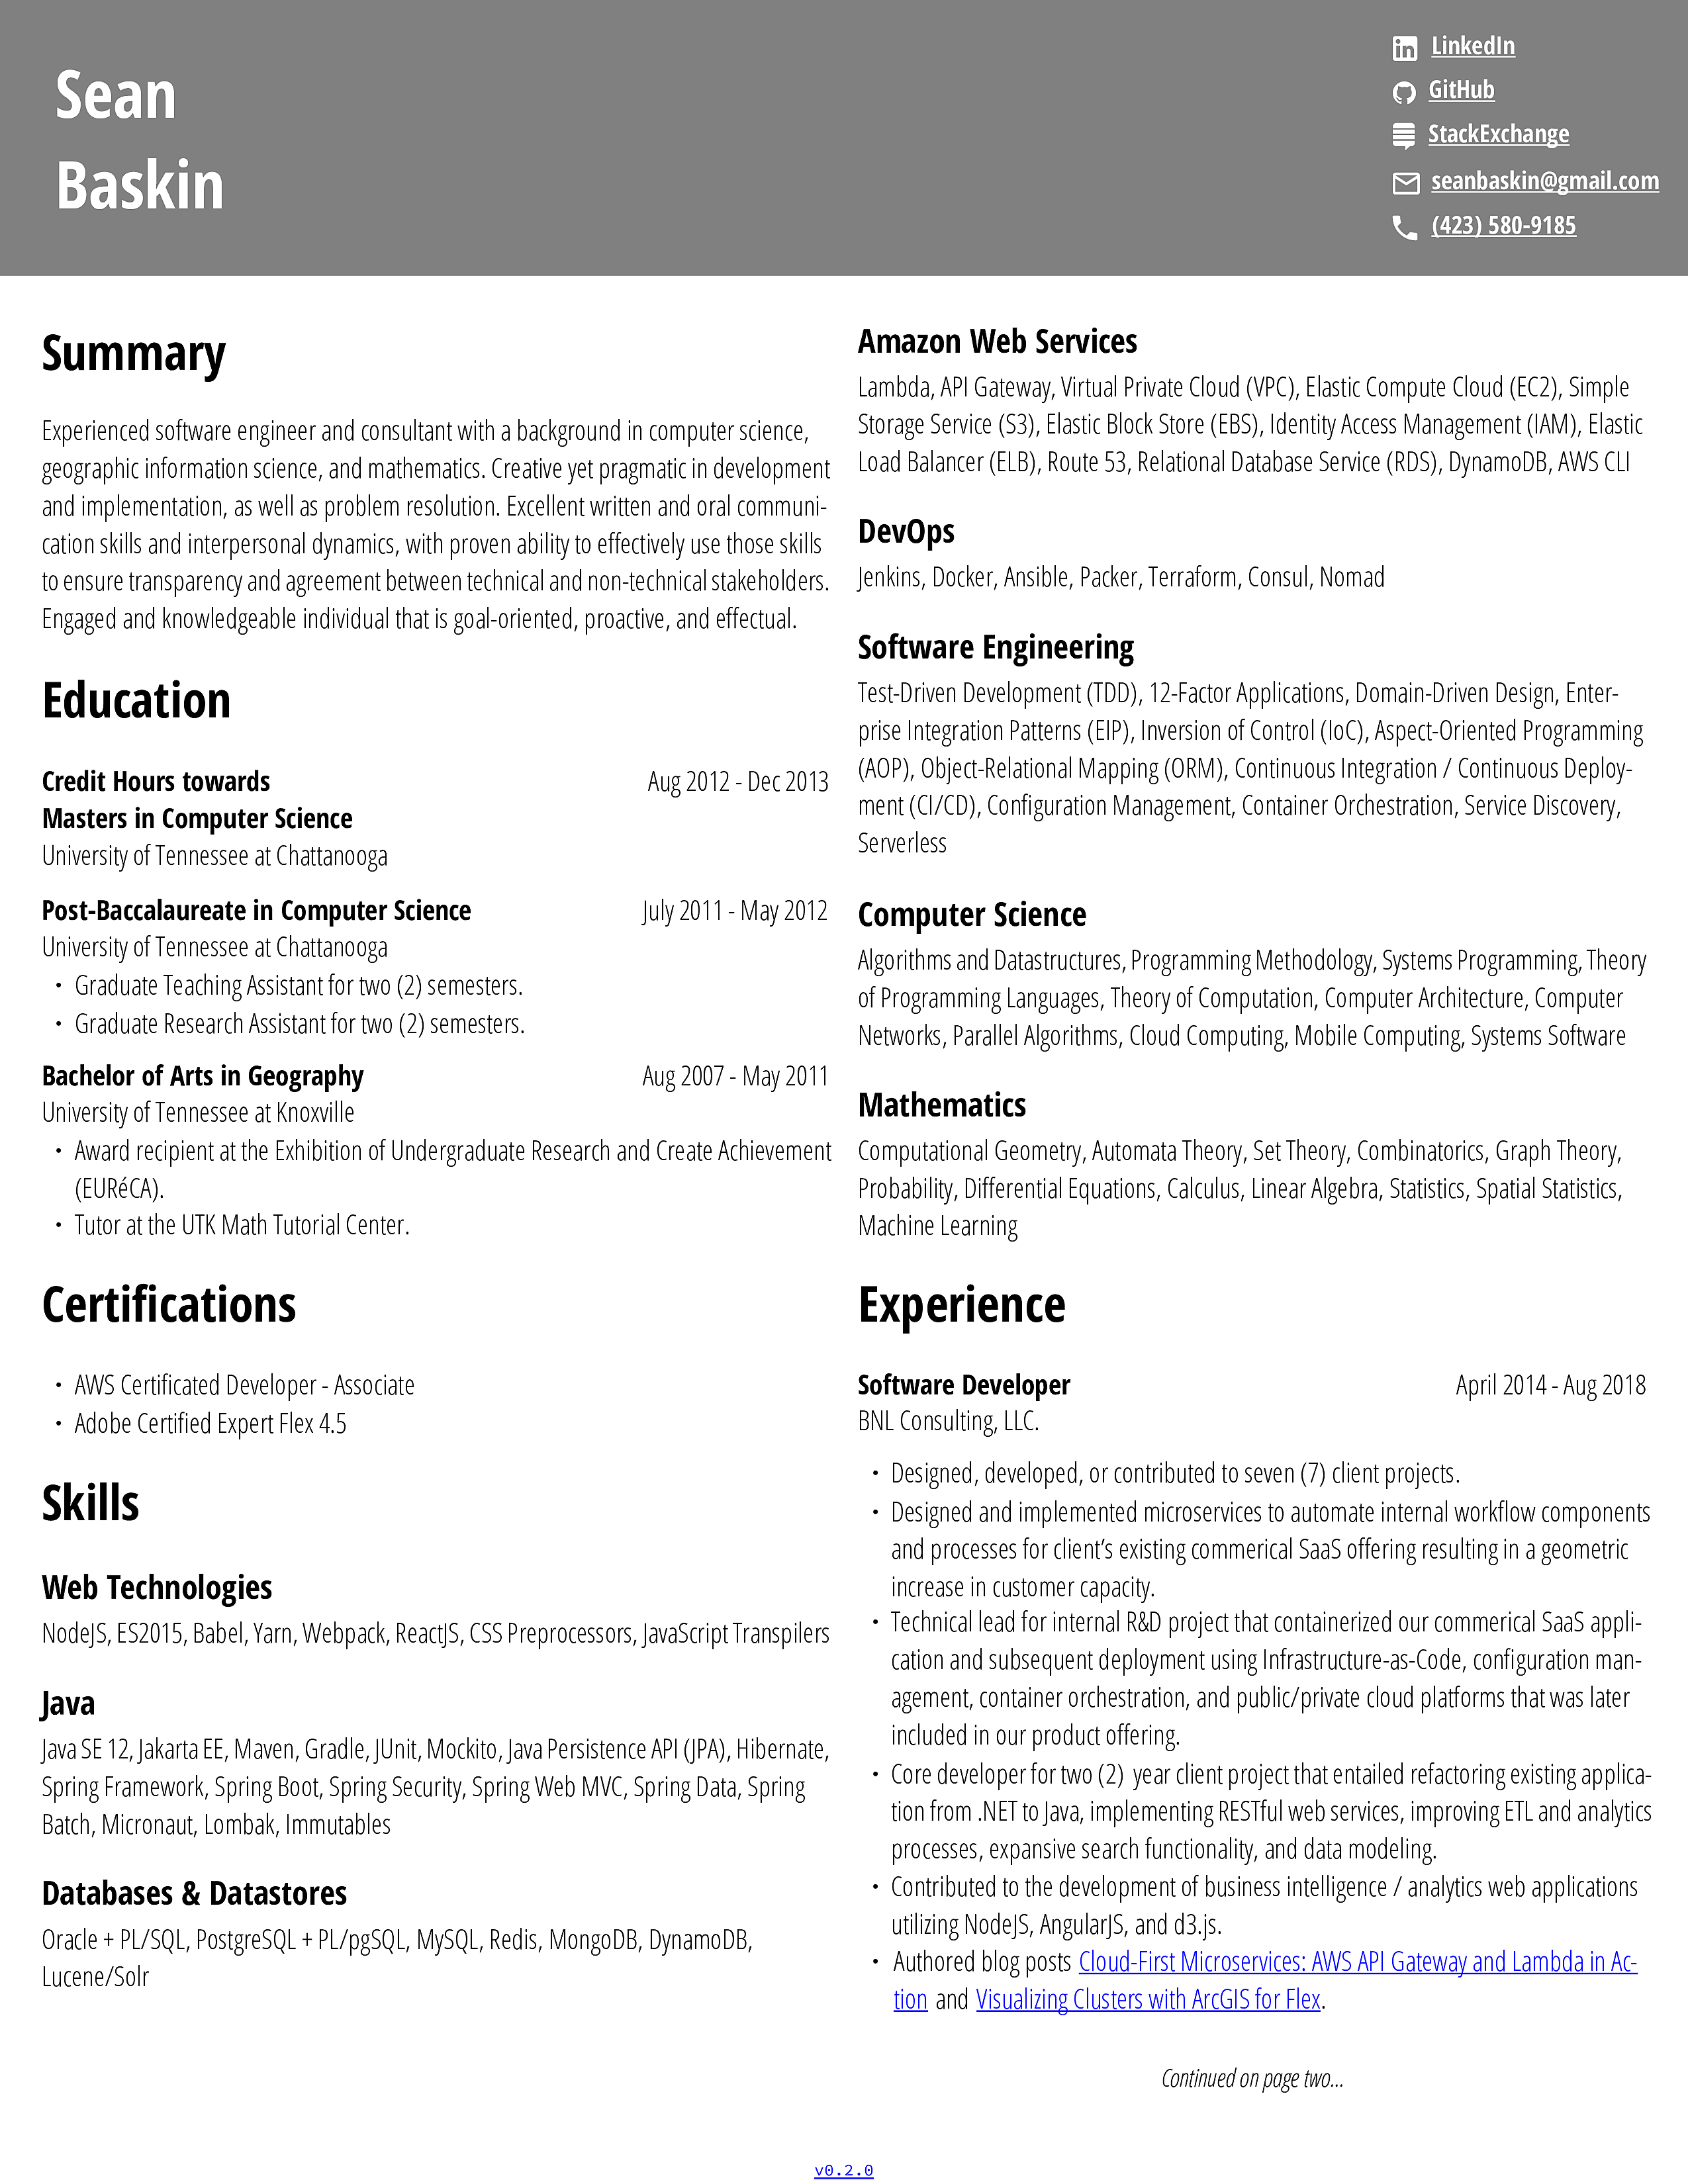 Sean
Baskin
LinkedIn
GitHub
StackExchange
seanbaskin@gmail.com
(423) 580-9185
Summary
Experienced software engineer and consultant with a background in computer science,
geographic information science, and mathematics. Creative yet pragmatic in development
and implementation, as well as problem resolution. Excellent written and oral communi-
cation skills and interpersonal dynamics, with proven ability to effectively use those skills
to ensure transparency and agreement between technical and non-technical stakeholders.
Engaged and knowledgeable individual that is goal-oriented, proactive, and effectual.
Education
Credit Hours towards Aug 2012 - Dec 2013
Masters in Computer Science
University of Tennessee at Chattanooga
Post-Baccalaureate in Computer Science July 2011 - May 2012
University of Tennessee at Chattanooga
• Graduate Teaching Assistant for two (2) semesters.
• Graduate Research Assistant for two (2) semesters.
Bachelor of Arts in Geography Aug 2007 - May 2011
University of Tennessee at Knoxville
• Award recipient at the Exhibition of Undergraduate Research and Create Achievement
(EURéCA).
• Tutor at the UTK Math Tutorial Center.
Certifications
• AWS Certificated Developer - Associate
• Adobe Certified Expert Flex 4.5
Skills
Web Technologies
NodeJS, ES2015, Babel, Yarn, Webpack, ReactJS, CSS Preprocessors, JavaScript Transpilers
Java
Java SE 12, Jakarta EE, Maven, Gradle, JUnit, Mockito, Java Persistence API (JPA), Hibernate,
Spring Framework, Spring Boot, Spring Security, Spring Web MVC, Spring Data, Spring
Batch, Micronaut, Lombak, Immutables
Databases & Datastores
Oracle + PL/SQL, PostgreSQL + PL/pgSQL, MySQL, Redis, MongoDB, DynamoDB,
Lucene/Solr
Amazon Web Services
Lambda, API Gateway, Virtual Private Cloud (VPC), Elastic Compute Cloud (EC2), Simple
Storage Service (S3), Elastic Block Store (EBS), Identity Access Management (IAM), Elastic
Load Balancer (ELB), Route 53, Relational Database Service (RDS), DynamoDB, AWS CLI
DevOps
Jenkins, Docker, Ansible, Packer, Terraform, Consul, Nomad
Software Engineering
Test-Driven Development (TDD), 12-Factor Applications, Domain-Driven Design, Enter-
prise Integration Patterns (EIP), Inversion of Control (IoC), Aspect-Oriented Programming
(AOP), Object-Relational Mapping (ORM), Continuous Integration / Continuous Deploy-
ment (CI/CD), Configuration Management, Container Orchestration, Service Discovery,
Serverless
Computer Science
Algorithms and Datastructures, Programming Methodology, Systems Programming, Theory
of Programming Languages, Theory of Computation, Computer Architecture, Computer
Networks, Parallel Algorithms, Cloud Computing, Mobile Computing, Systems Software
Mathematics
Computational Geometry, Automata Theory, Set Theory, Combinatorics, Graph Theory,
Probability, Differential Equations, Calculus, Linear Algebra, Statistics, Spatial Statistics,
Machine Learning
Experience
Software Developer April 2014 - Aug 2018
BNL Consulting, LLC.
• Designed, developed, or contributed to seven (7) client projects.
• Designed and implemented microservices to automate internal workflow components
and processes for client’s existing commerical SaaS offering resulting in a geometric
increase in customer capacity.
• Technical lead for internal R&D project that containerized our commerical SaaS appli-
cation and subsequent deployment using Infrastructure-as-Code, configuration man-
agement, container orchestration, and public/private cloud platforms that was later
included in our product offering.
• Core developer for two (2) year client project that entailed refactoring existing applica-
tion from .NET to Java, implementing RESTful web services, improving ETL and analytics
processes, expansive search functionality, and data modeling.
• Contributed to the development of business intelligence / analytics web applications
utilizing NodeJS, AngularJS, and d3.js.
• Authored blog posts Cloud-First Microservices: AWS API Gateway and Lambda in Ac-
tion and Visualizing Clusters with ArcGIS for Flex.
Continued on page two...
v0.2.0